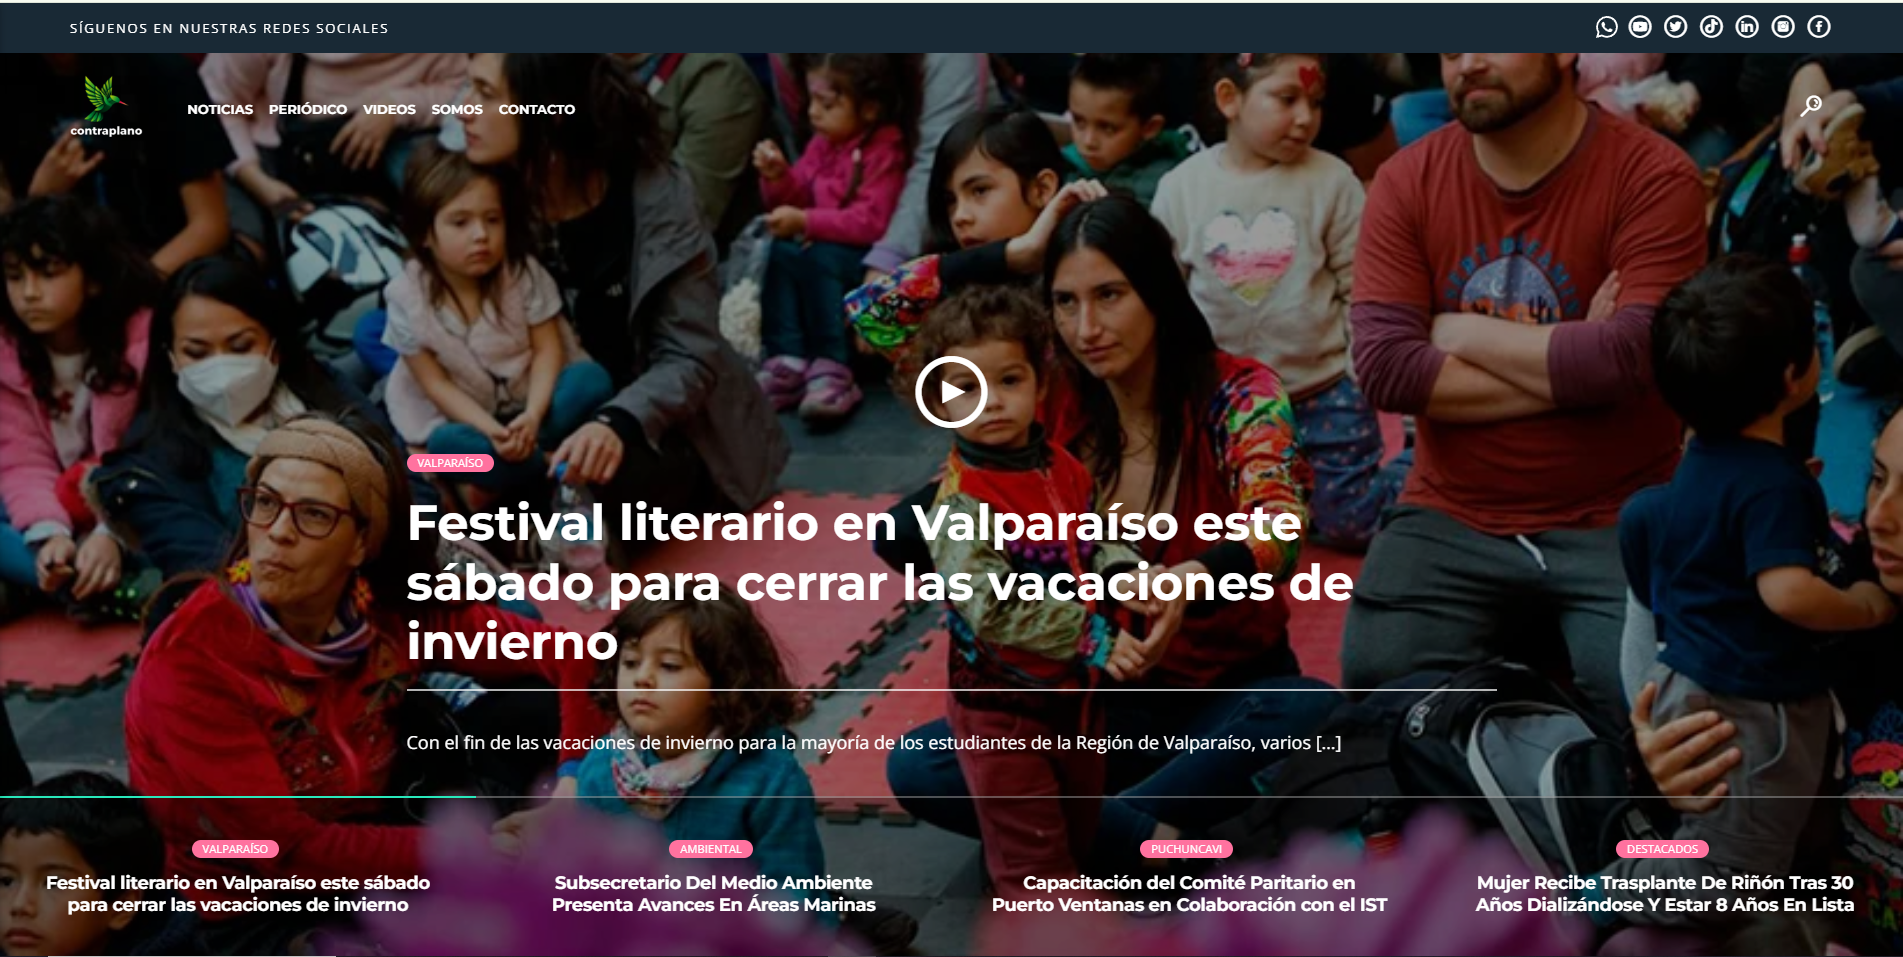 SÍGUENOS EN NUESTRAS REDES SOCIALES
contraplano
NOTICIAS PERIÓDICO VIDEOS SOMOS CONTACTO
VALPARAÍSO
Festival literario en Valparaíso este
sábado para cerrar las vacaciones de
invierno
Con el fin de las vacaciones de invierno para la mayoría de los estudiantes de la Región de Valparaíso, varios [...]
VALPARAÍSO
Festival literario en Valparaíso este sábado
para cerrar las vacaciones de invierno
AMBIENTAL
Subsecretario Del Medio Ambiente
Presenta Avances En Áreas Marinas
PUCHUNCAVI
Capacitación del Comité Paritario en
Puerto Ventanas en Colaboración con el IST
DESTACADOS
Mujer Recibe Trasplante De Riñón Tras 30
Años Dializándose Y Estar 8 Años En Lista